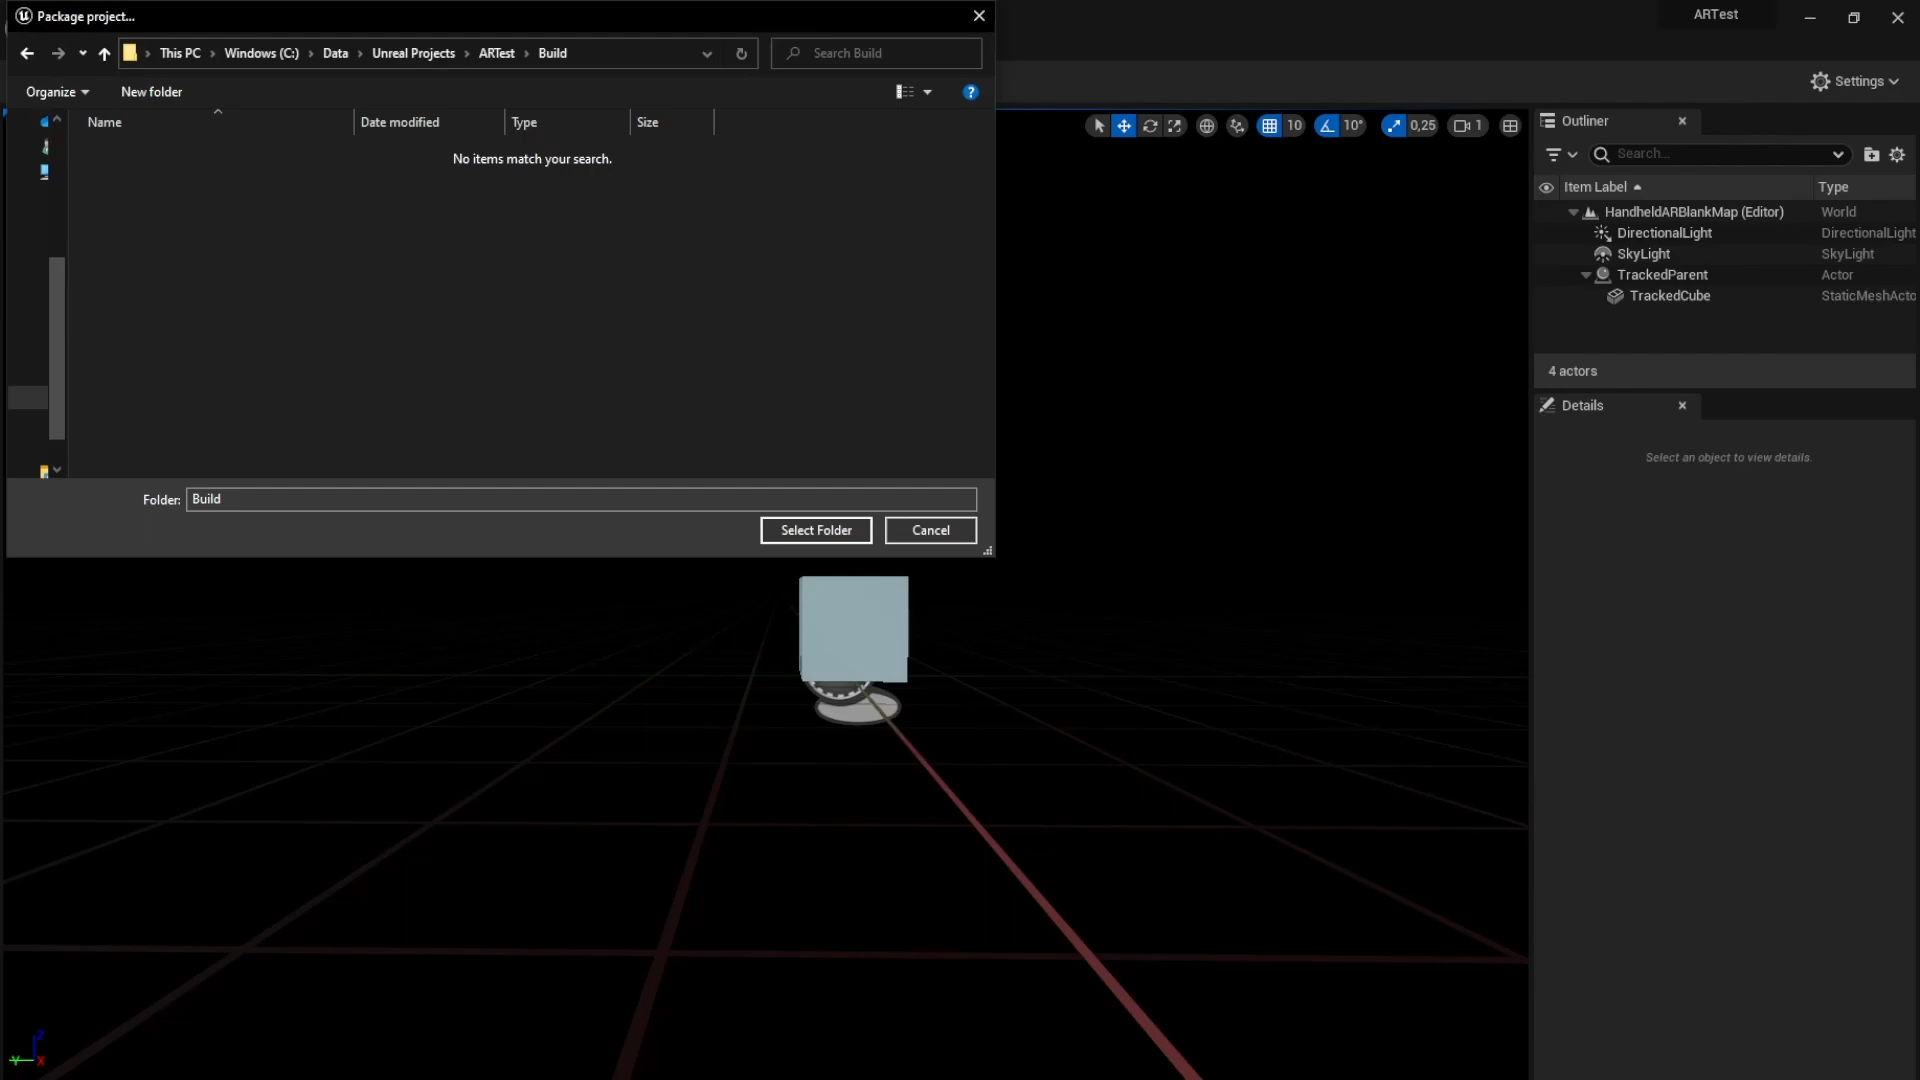 Package project...
ARTest
This PC > Windows (C:) > Data > Unreal Projects > ARTest > Build
Search Build
Organize
New folder
Settings
Name
Date modified
Type
Size
No items match your search.
10
10°
0,25
1
Outliner
Search...
Item Label
Type
HandheldARBlankMap (Editor)
World
DirectionalLight
DirectionalLight
SkyLight
SkyLight
TrackedParent
Actor
TrackedCube
StaticMeshActo
4 actors
Details
Select an object to view details.
Folder:
Build
Select Folder
Cancel
Z
Y
X